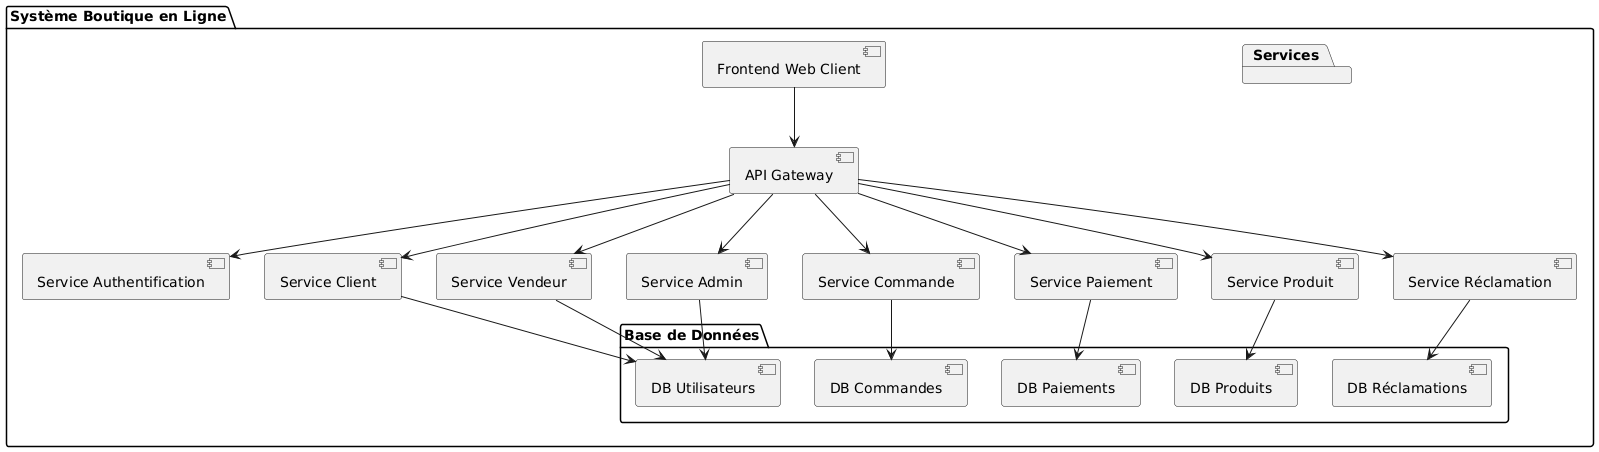 Système Boutique en Ligne
Frontend Web Client
Services
API Gateway
Service Authentification
Service Client
Service Vendeur
Service Admin
Service Commande
Service Paiement
Service Produit
Service Réclamation
Base de Données
DB Utilisateurs
DB Commandes
DB Paiements
DB Produits
DB Réclamations